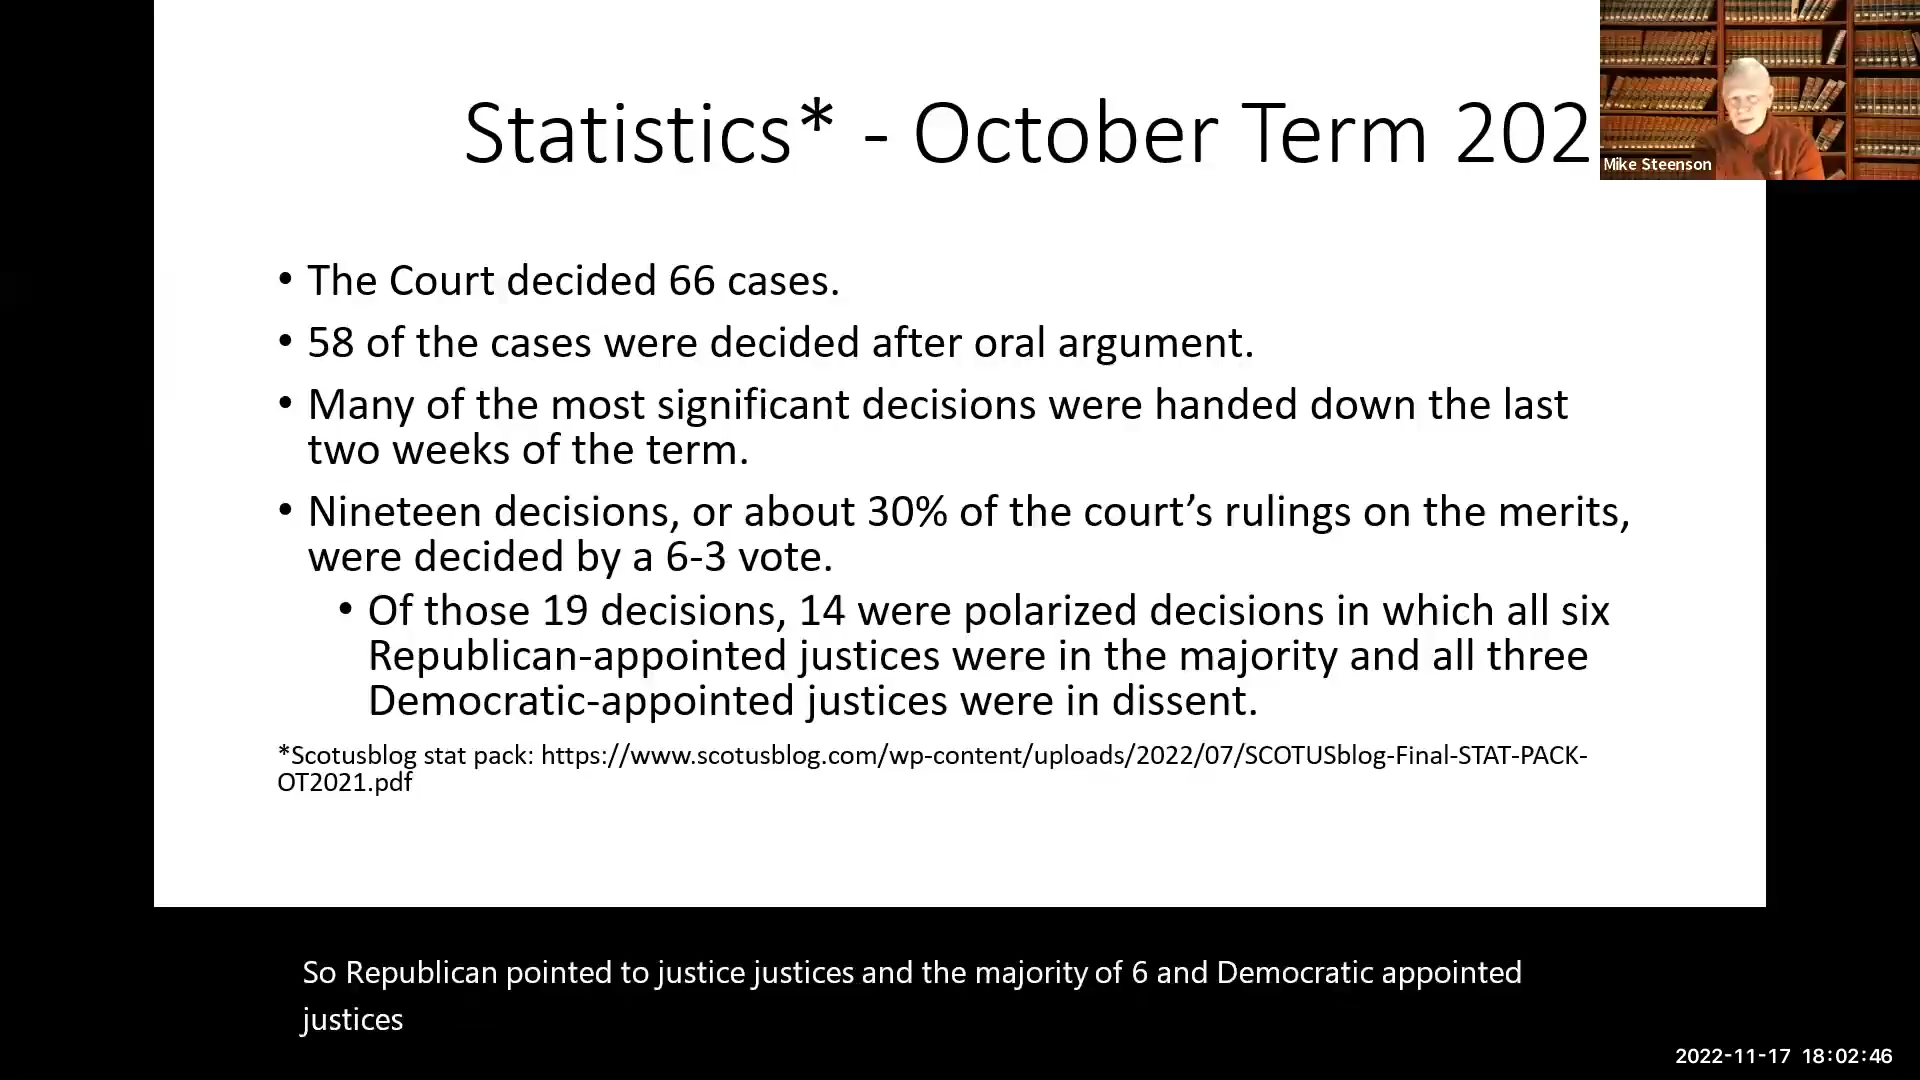 Statistics* - October Term 202
Mike Steenson
• The Court decided 66 cases.
• 58 of the cases were decided after oral argument.
• Many of the most significant decisions were handed down the last
two weeks of the term.
• Nineteen decisions, or about 30% of the court’s rulings on the merits,
were decided by a 6-3 vote.
• Of those 19 decisions, 14 were polarized decisions in which all six
Republican-appointed justices were in the majority and all three
Democratic-appointed justices were in dissent.
*Scotusblog stat pack: https://www.scotusblog.com/wp-content/uploads/2022/07/SCOTUSblog-Final-STAT-PACK-
OT2021.pdf
So Republican pointed to justice justices and the majority of 6 and Democratic appointed
justices
2022-11-17 18:02:46